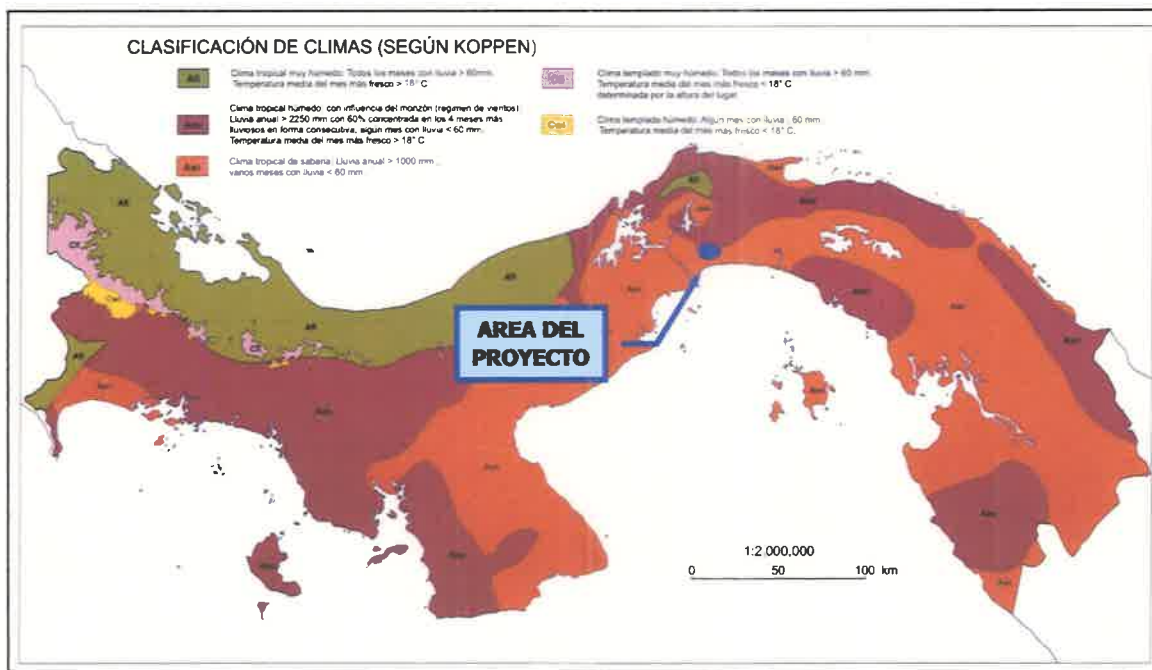 CLASIFICACIÓN DE CLIMAS (SEGÚN KOPPEN)
Afi
Clima tropical muy húmedo: Todos los meses con lluvia > 60mm.
Temperatura media del mes más fresco > 18° C
Clima tropical húmedo: con influencia del monzón (regimen de vientos)
Lluvia anual > 2250 mm con 60% concentrada en los 4 meses más
lluviosos en forma consecutiva, algún mes con lluvia < 60 mm.
Temperatura media del mes más fresco > 18° C
Awi
Clima tropical de sabana: Lluvia anual > 1000 mm
varios meses con lluvia < 60 mm
Clima templado muy húmedo: Todos los meses con lluvia > 60 mm.
Temperatura media del mes más fresco < 18° C
determinada por la altura del lugar
Cwi
Clima templado húmedo: Algún mes con lluvia 60 mm
Temperatura media del mes más fresco < 18° C
AREA DEL
PROYECTO
1:2 000,000
0 50 100 km